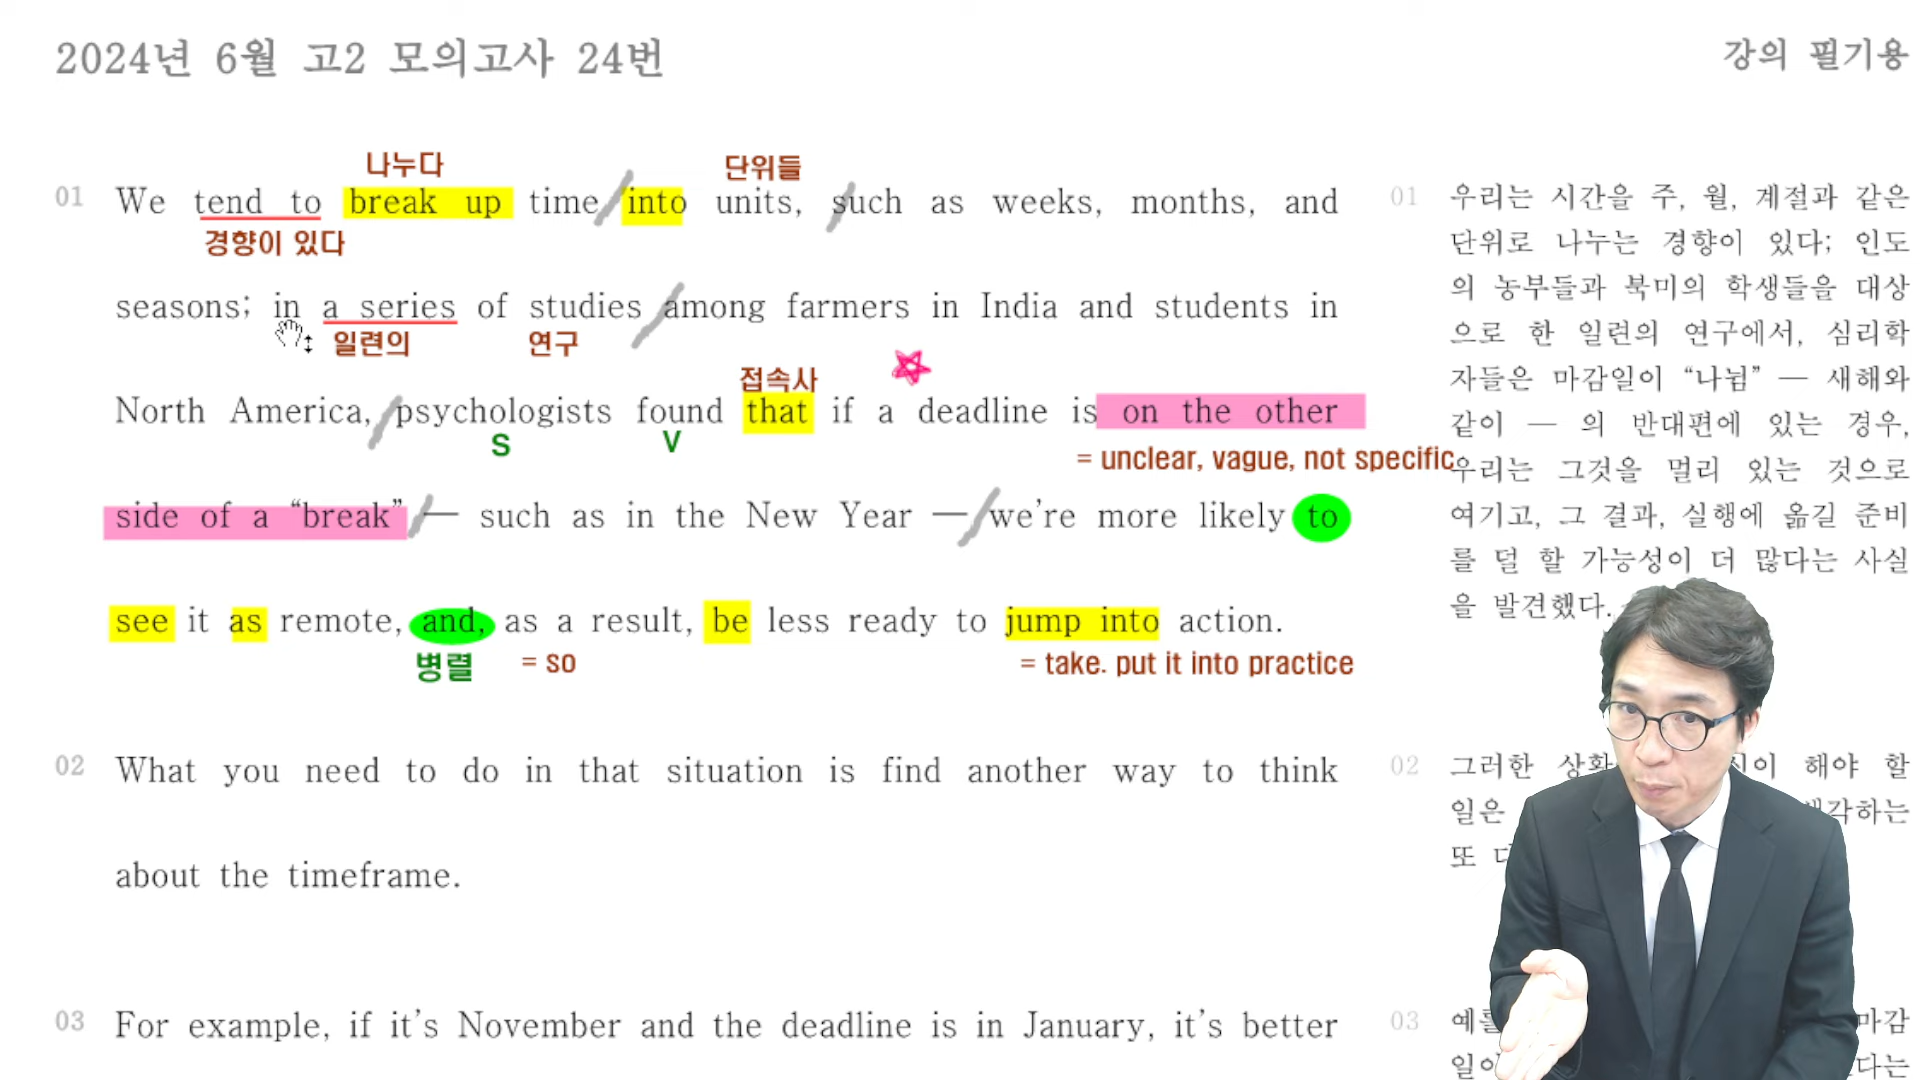 2024년 6월 고2 모의고사 24번
강의 필기용
나누다
단위들
01 We tend to break up time into units, such as weeks, months, and
경향이 있다
seasons; in a series of studies among farmers in India and students in
일련의
연구
접속사
North America, psychologists found that if a deadline is on the other
S
V
= unclear, vague, not specific
side of a “break” — such as in the New Year — we're more likely to
see it as remote, and, as a result, be less ready to jump into action.
병렬
= so
= take. put it into practice
02 What you need to do in that situation is find another way to think
about the timeframe.
03 For example, if it's November and the deadline is in January, it's better
01 우리는 시간을 주, 월, 계절과 같은
단위로 나누는 경향이 있다; 인도
의 농부들과 북미의 학생들을 대상
으로 한 일련의 연구에서, 심리학
자들은 마감일이 “나뉨” — 새해와
같이 — 의 반대편에 있는 경우,
우리는 그것을 멀리 있는 것으로
여기고, 그 결과, 실행에 옮길 준비
를 덜 할 가능성이 더 많다는 사실
을 발견했다.
02 그러한 해야 할
일은
또
03